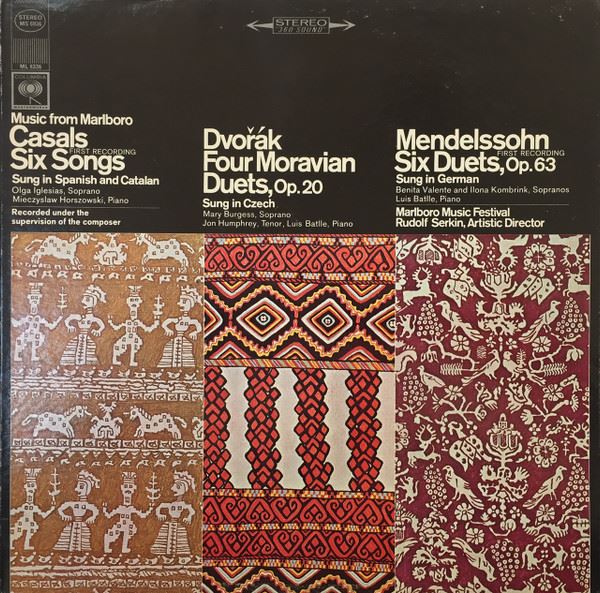 STEREO
360 SOUND
STEREO
ML 6336
COLUMBIA
MASTERWORKS
Music from Marlboro
Casals
FIRST RECORDING
Six Songs
Sung in Spanish and Catalan
Olga Iglesias, Soprano
Mieczyslaw Horszowski, Piano
Recorded under the
supervision of the composer
Dvořák
Four Moravian
Duets, Op. 20
Sung in Czech
Mary Burgess, Soprano
Jon Humphrey, Tenor, Luis Batlle, Piano
Mendelssohn
FIRST RECORDING
Six Duets, Op. 63
Sung in German
Benita Valente and Ilona Kombrink, Sopranos
Luis Batlle, Piano
Marlboro Music Festival
Rudolf Serkin, Artistic Director